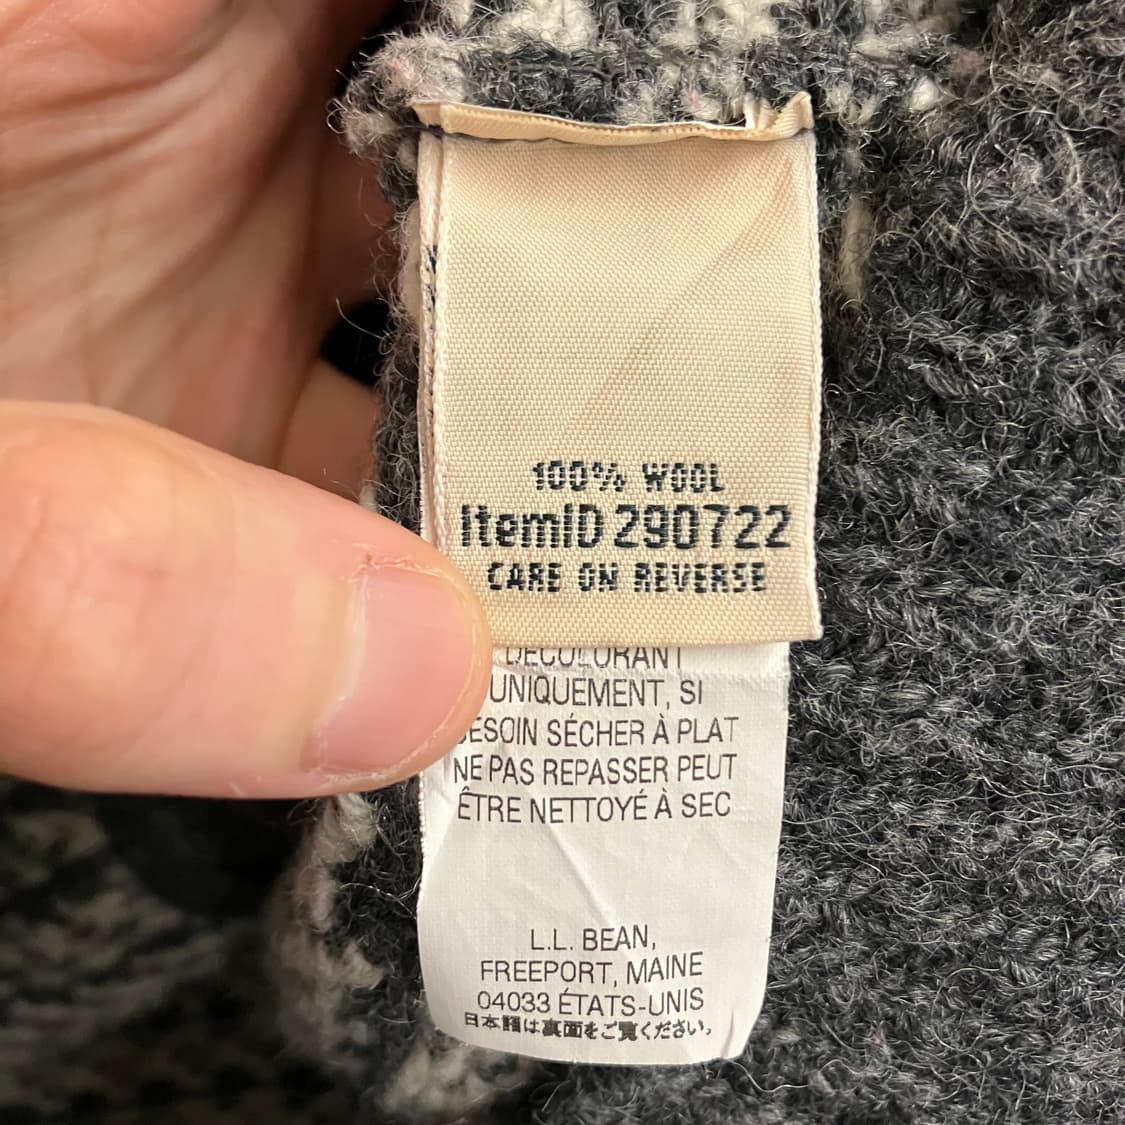 100% WOOL
ItemID 290722
CARE ON REVERSE
DÉCOLORANT
UNIQUEMENT, SI
BESOIN SÉCHER À PLAT
NE PAS REPASSER PEUT
ÊTRE NETTOYÉ À SEC
L.L. BEAN,
FREEPORT, MAINE
04033 ÉTATS-UNIS
日本語は裏面をご覧ください。